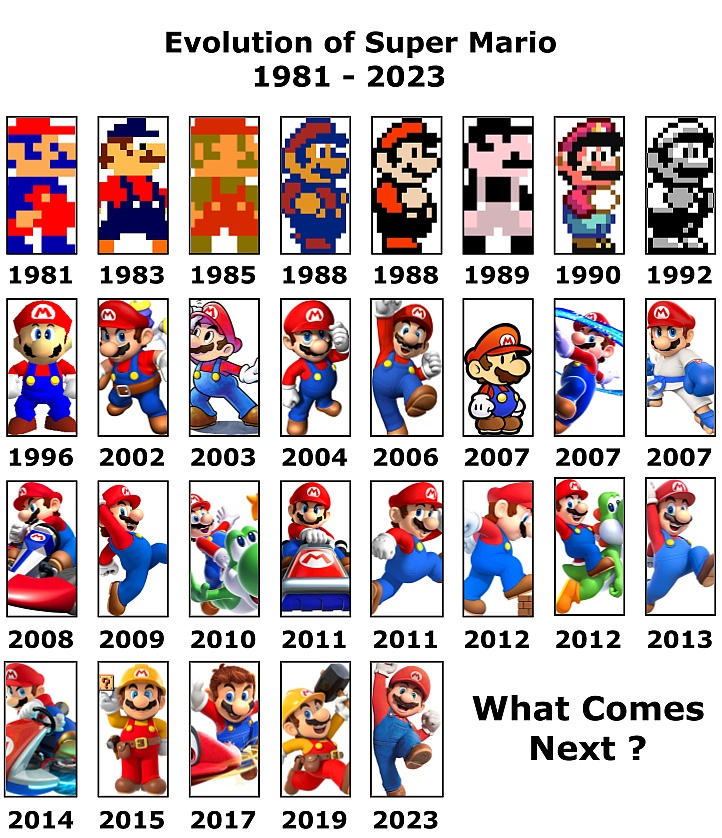 Evolution of Super Mario
1981 - 2023
1981 1983 1985 1988 1988 1989 1990 1992
M M M M M M
1996 2002 2003 2004 2006 2007 2007 2007
M M
2008 2009 2010 2011 2011 2012 2012 2013
?
What Comes
Next ?
2014 2015 2017 2019 2023